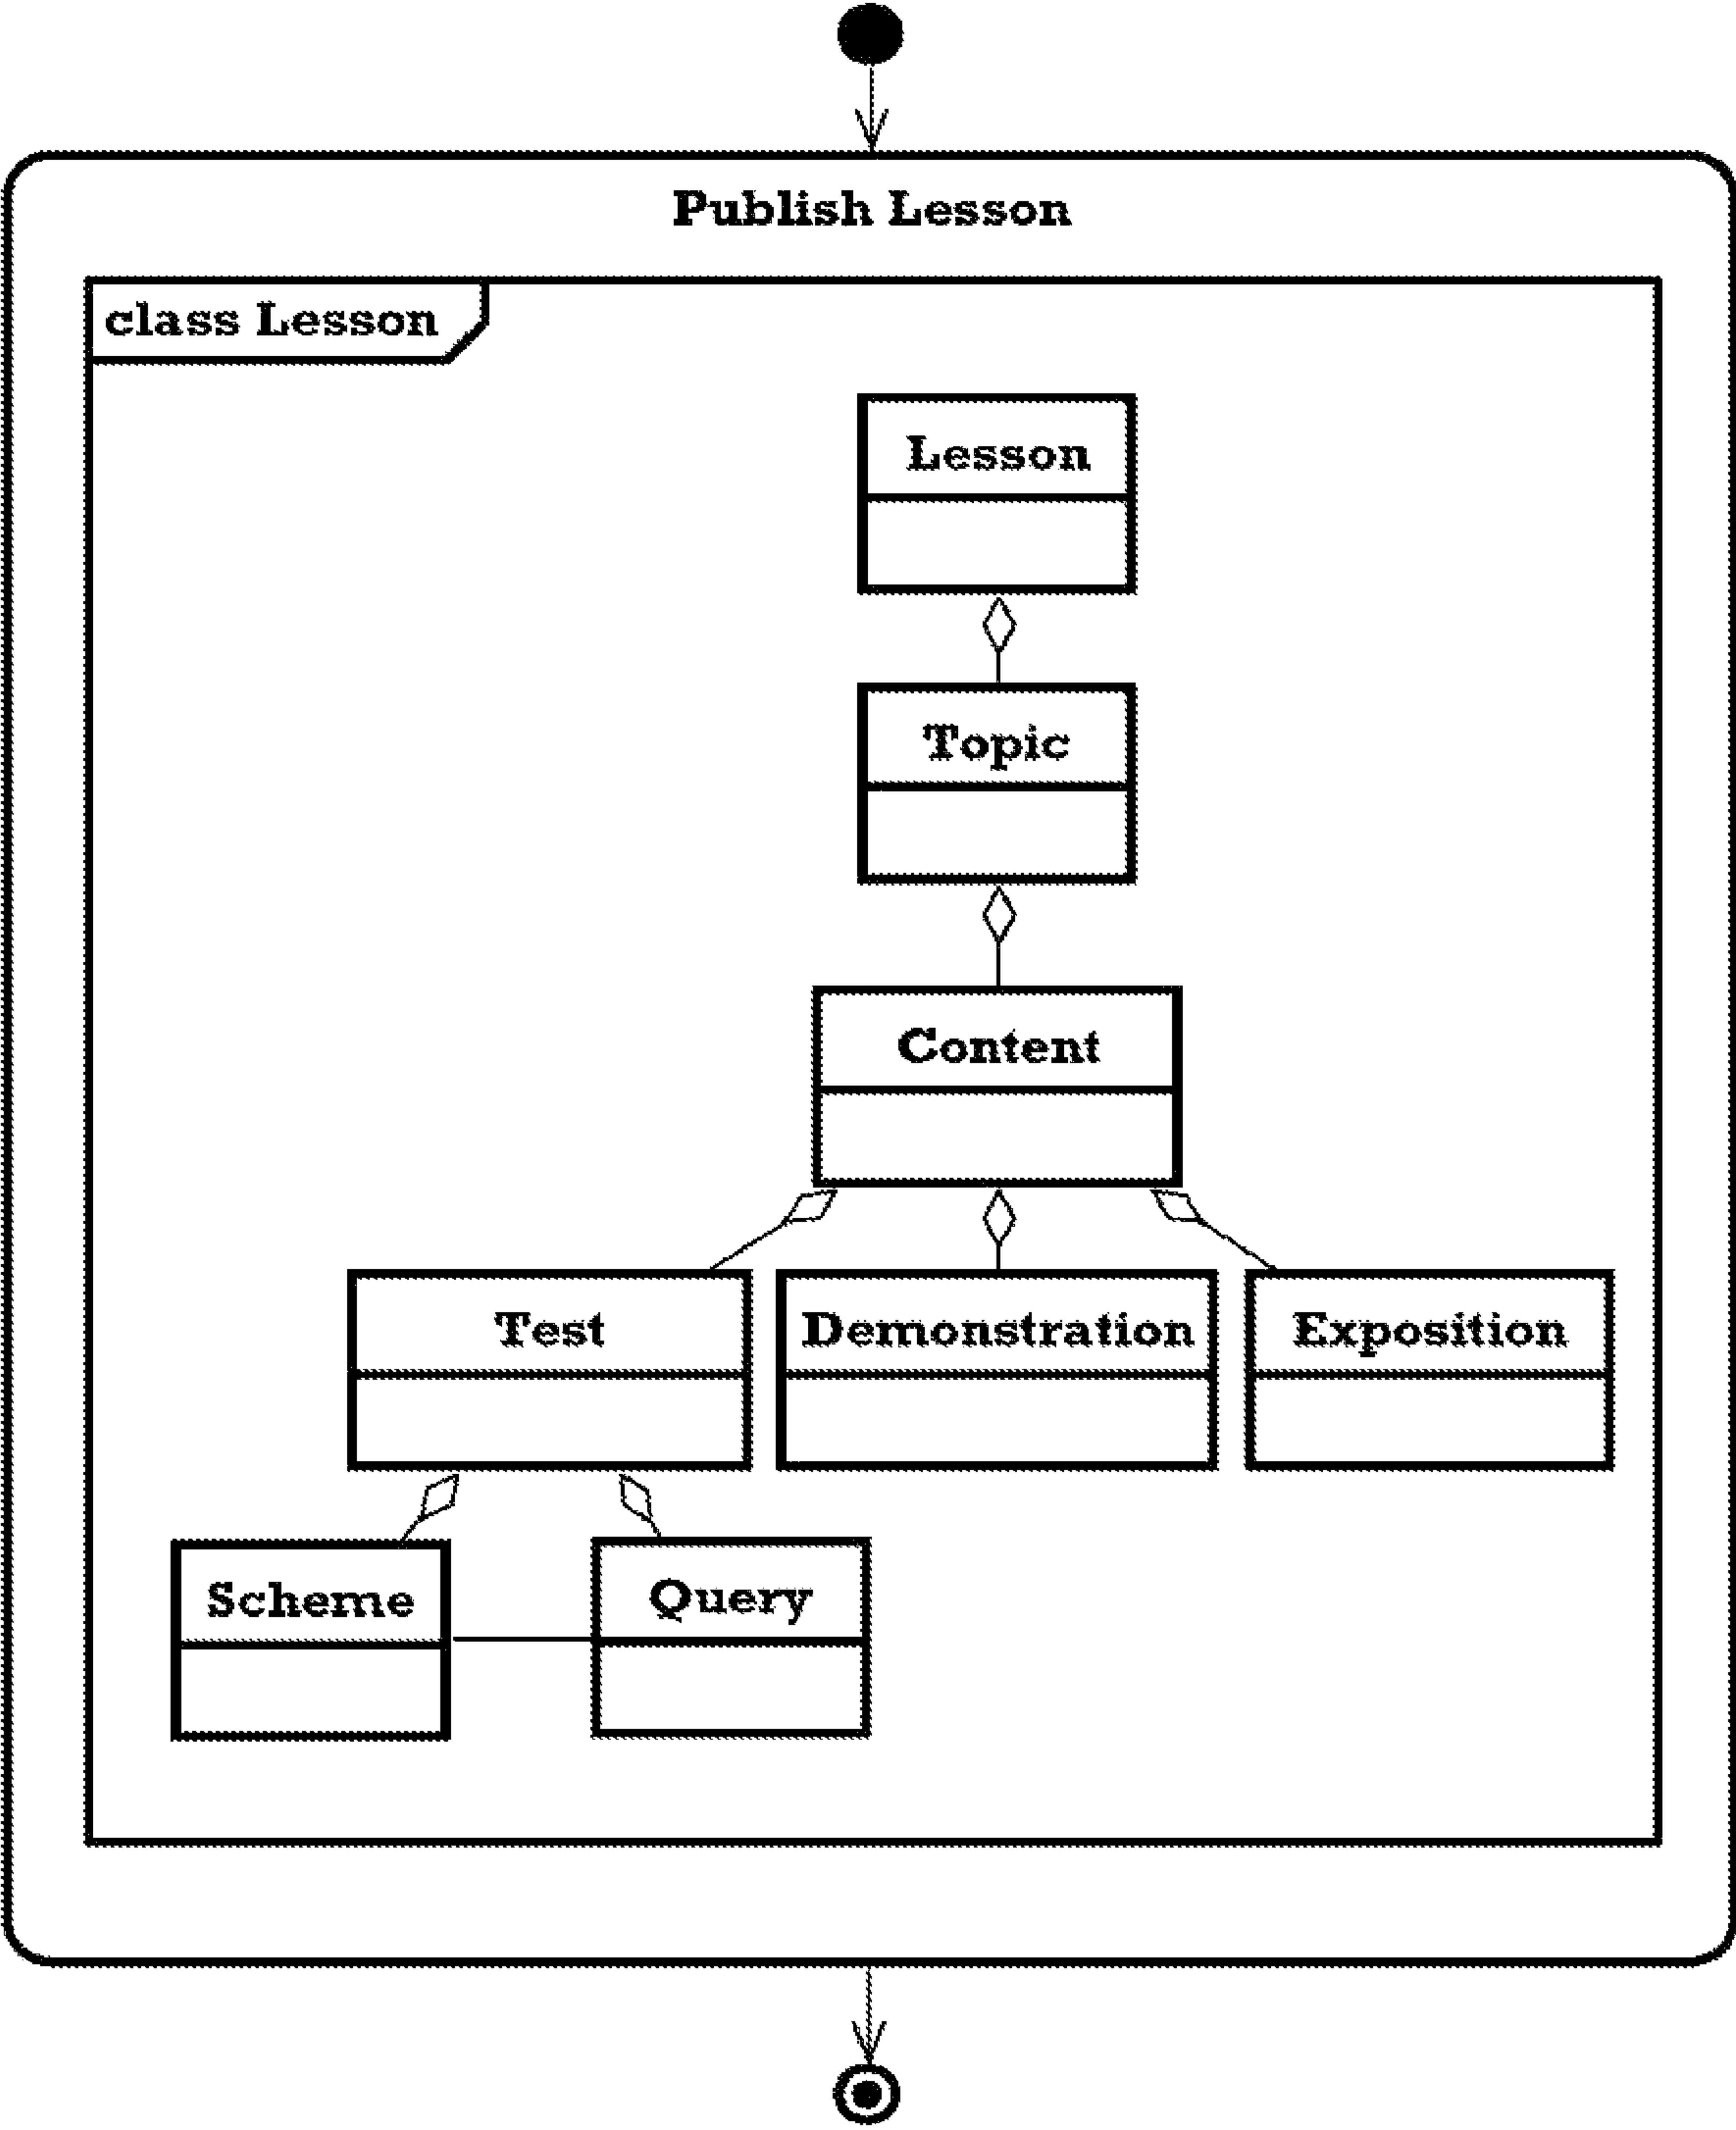 Publish Lesson
class Lesson
Lesson
Topic
Content
Test
Demonstration
Exposition
Scheme
Query